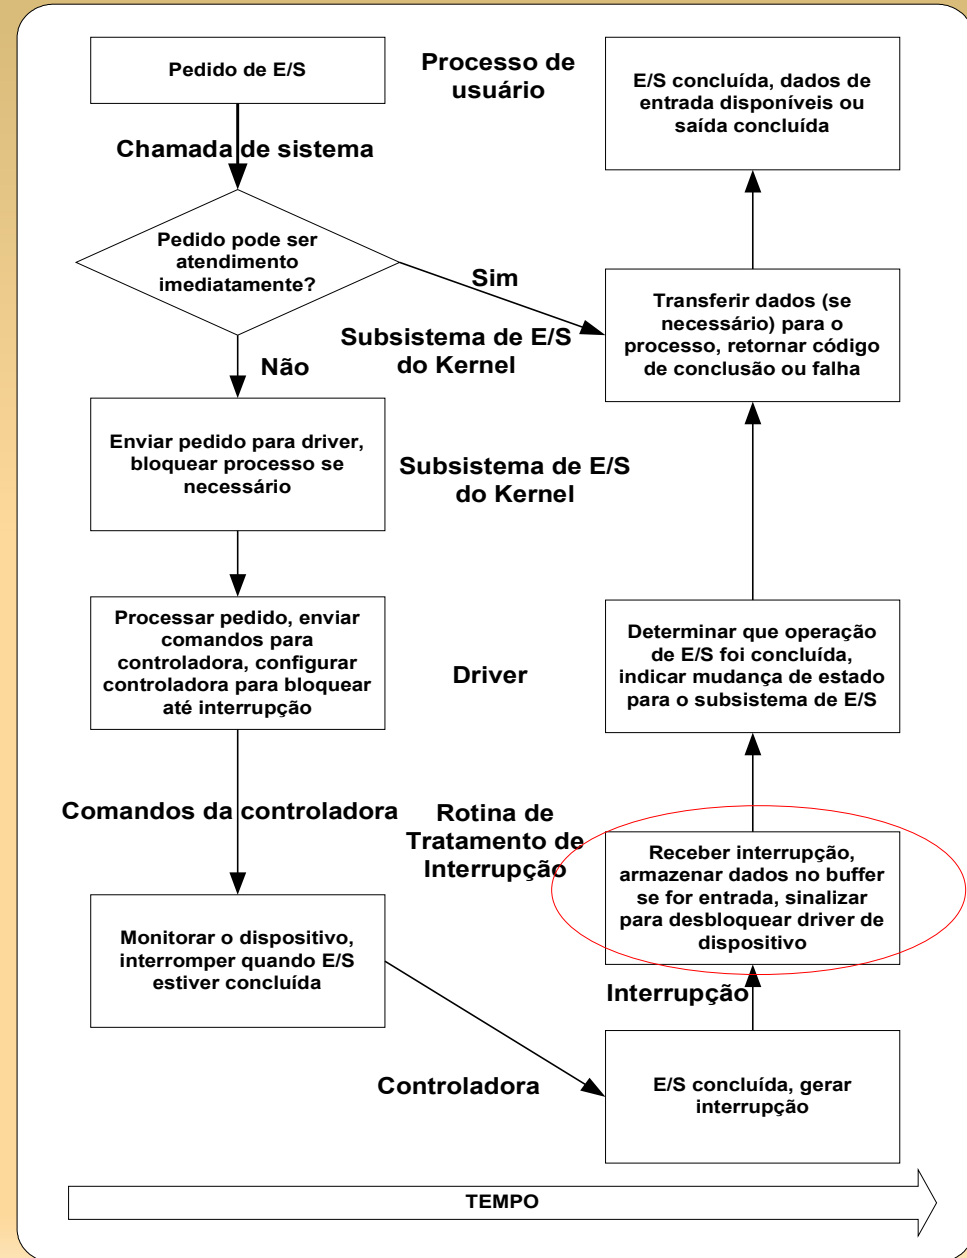 Pedido de E/S
Processo de
usuário
E/S concluída, dados de
entrada disponíveis ou
saída concluída
Chamada de sistema
Pedido pode ser
atendimento
imediatamente?
Sim
Transferir dados (se
necessário) para o
processo, retornar código
de conclusão ou falha
Subsistema de E/S
do Kernel
Não
Enviar pedido para driver,
bloquear processo se
necessário
Subsistema de E/S
do Kernel
Processar pedido, enviar
comandos para
controladora, configurar
controladora para bloquear
até interrupção
Driver
Determinar que operação
de E/S foi concluída,
indicar mudança de estado
para o subsistema de E/S
Comandos da controladora
Rotina de
Tratamento de
Interrupção
Receber interrupção,
armazenar dados no buffer
se for entrada, sinalizar
para desbloquear driver de
dispositivo
Monitorar o dispositivo,
interromper quando E/S
estiver concluída
Interrupção
Controladora
E/S concluída, gerar
interrupção
TEMPO